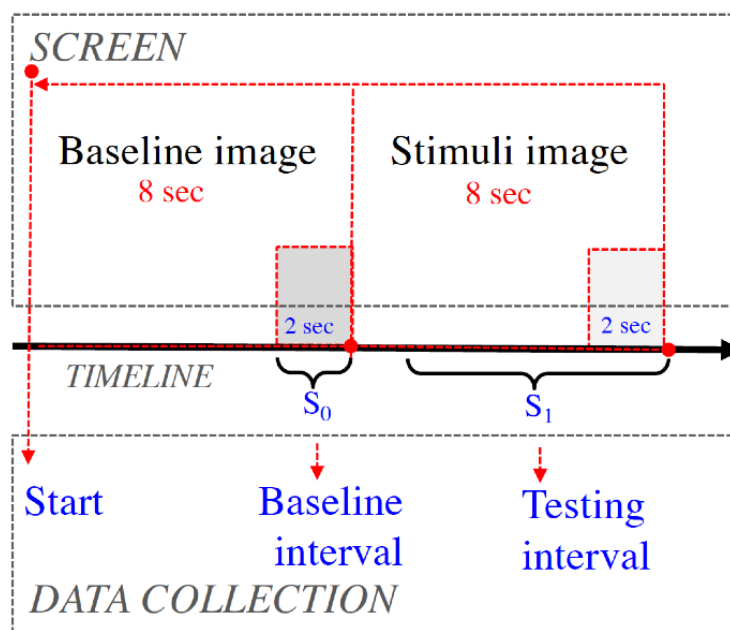 SCREEN
Baseline image
8 sec
Stimuli image
8 sec
2 sec
2 sec
TIMELINE
S₀
S₁
Start
Baseline
interval
Testing
interval
DATA COLLECTION